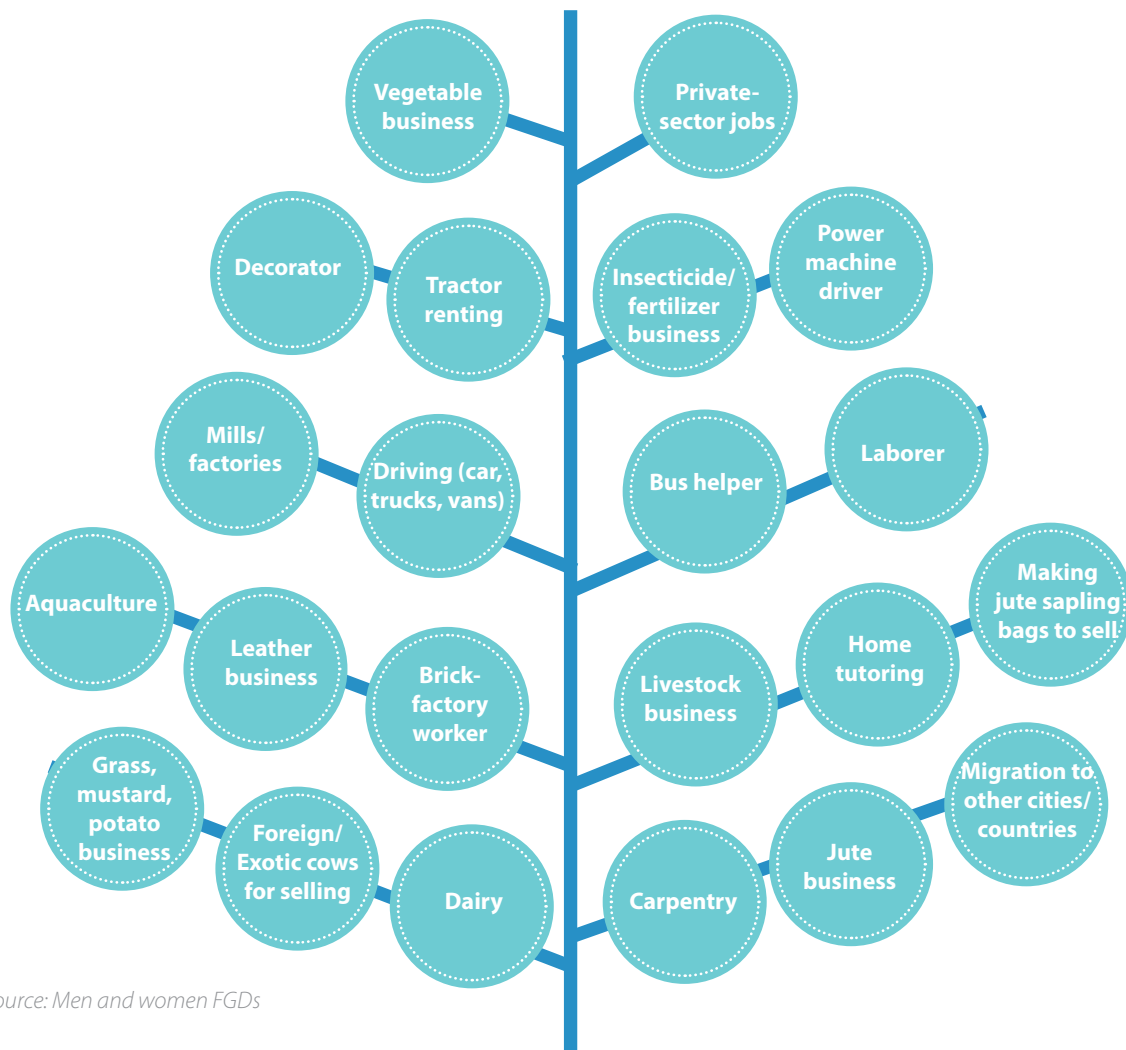 Vegetable
business
Private-
sector jobs
Decorator
Tractor
renting
Insecticide/
fertilizer
business
Power
machine
driver
Mills/
factories
Driving (car,
trucks, vans)
Bus helper
Laborer
Aquaculture
Leather
business
Brick-
factory
worker
Livestock
business
Home
tutoring
Making
jute sapling
bags to sell
Grass,
mustard,
potato
business
Foreign/
Exotic cows
for selling
Dairy
Carpentry
Jute
business
Migration to
other cities/
countries
ource: Men and women FGDs